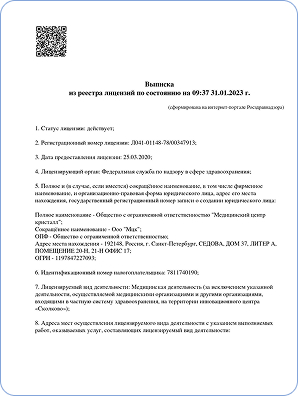 Выписка
из реестра лицензий по состоянию на 09:37 31.01.2023 г.
(сформирована на интернет-портале Росздравнадзора)
1. Статус лицензии: действует;
2. Регистрационный номер лицензии: Л041-01148-78/00347913;
3. Дата предоставления лицензии: 25.03.2020;
4. Лицензирующий орган: Федеральная служба по надзору в сфере здравоохранения;
5. Полное и (в случае, если имеется) сокращённое наименование, в том числе фирменное
наименование, и организационно-правовая форма юридического лица, адрес его места
нахождения, государственный регистрационный номер записи о создании юридического лица:
Полное наименование - Общество с ограниченной ответственностью "Медицинский центр
кристалл";
Сокращённое наименование - Ооо "Мцк";
ОПФ - Общество с ограниченной ответственностью;
Адрес места нахождения - 192148, Россия, г. Санкт-Петербург, СЕДОВА, ДОМ 37, ЛИТЕР А,
ПОМЕЩЕНИЕ 20-Н, 21-Н ОФИС 17;
ОГРН - 1197847227093;
6. Идентификационный номер налогоплательщика: 7811740190;
7. Лицензируемый вид деятельности: Медицинская деятельность (за исключением указанной
деятельности, осуществляемой медицинскими организациями и другими организациями,
входящими в частную систему здравоохранения, на территории инновационного центра
«Сколково»);
8. Адреса мест осуществления лицензируемого вида деятельности с указанием выполняемых
работ, оказываемых услуг, составляющих лицензируемый вид деятельности: